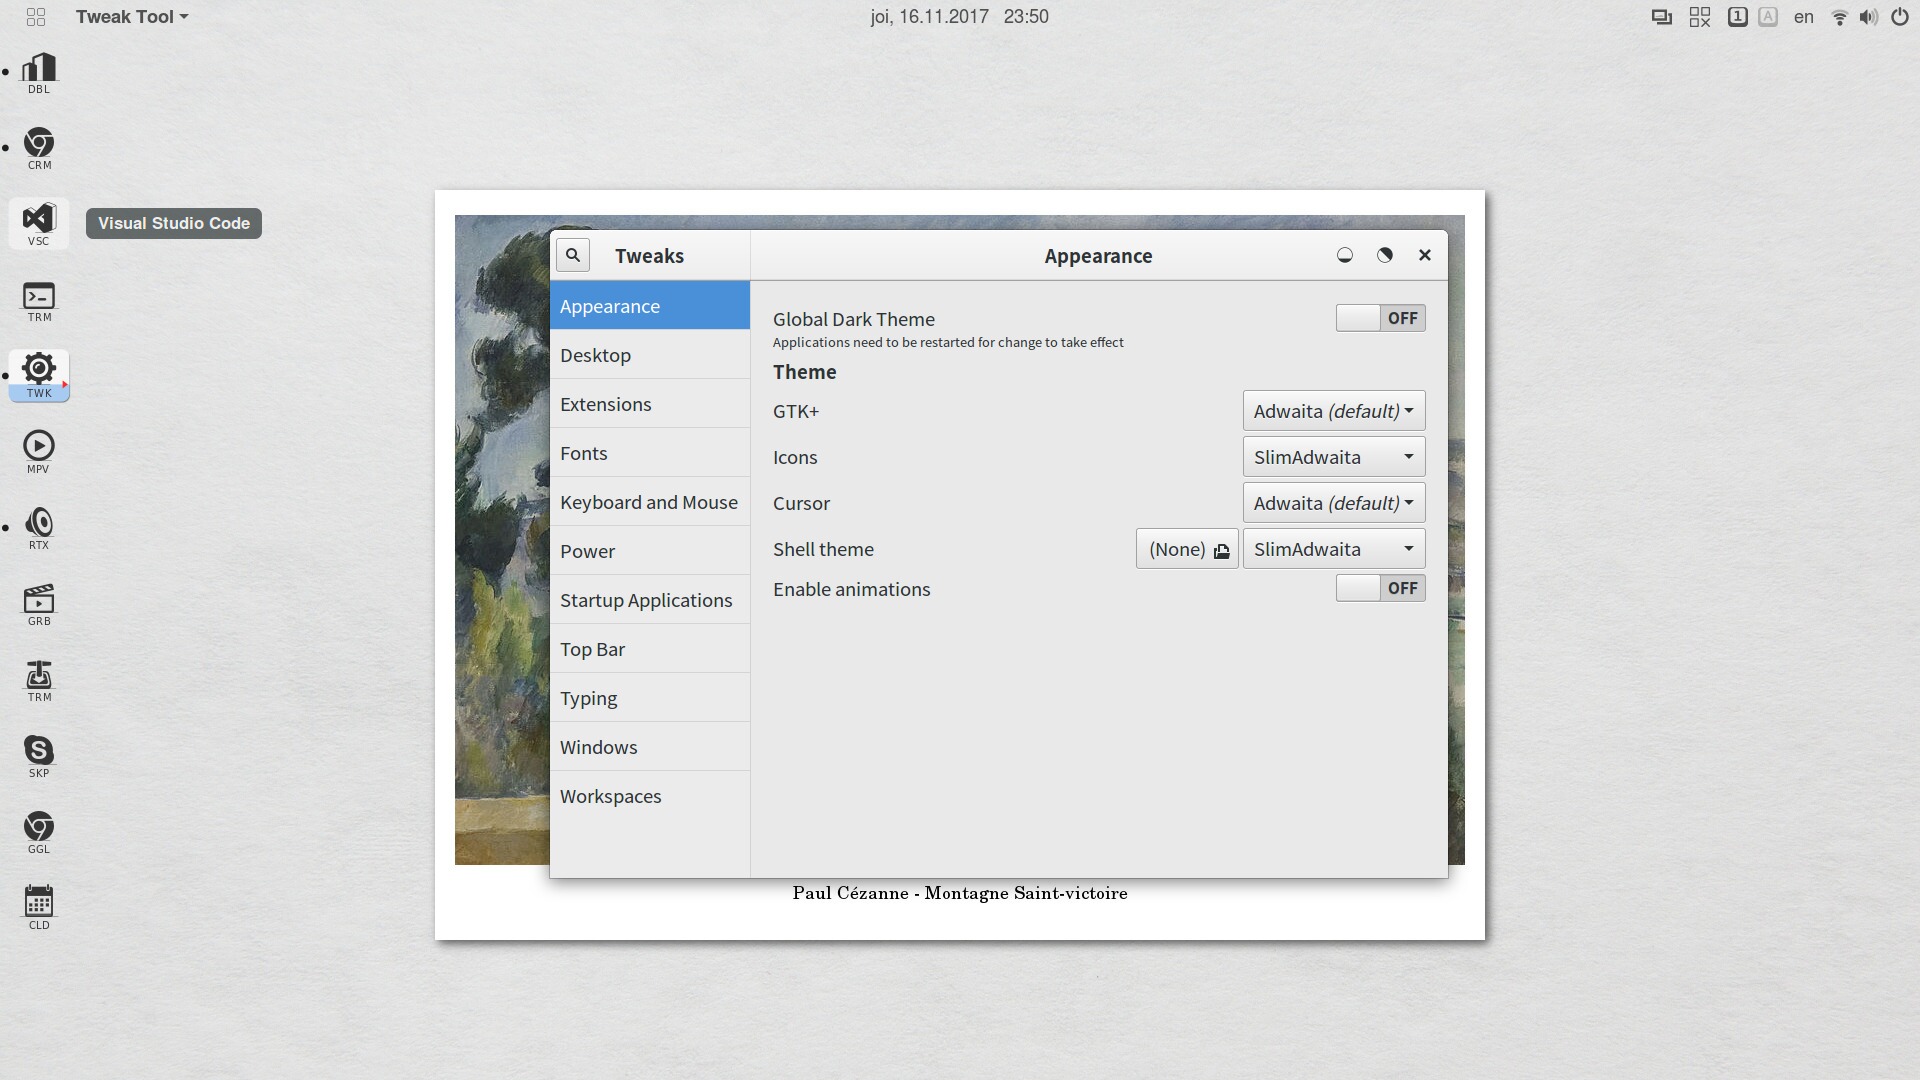 Tweak Tool
joi, 16.11.2017 23:50
1
A
en
DBL
CRM
VSC
Visual Studio Code
TRM
TWK
MPV
RTX
GRB
TRM
SKP
GGL
CLD
Tweaks
Appearance
Appearance
Desktop
Extensions
Fonts
Keyboard and Mouse
Power
Startup Applications
Top Bar
Typing
Windows
Workspaces
Global Dark Theme
OFF
Applications need to be restarted for change to take effect
Theme
GTK+
Adwaita (default)
Icons
SlimAdwaita
Cursor
Adwaita (default)
Shell theme
(None)
SlimAdwaita
Enable animations
OFF
Paul Cézanne - Montagne Saint-victoire